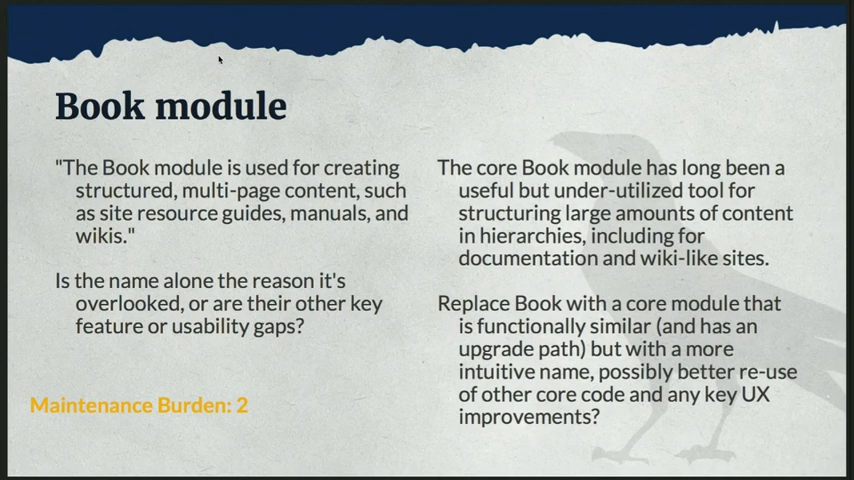 Book module
"The Book module is used for creating
structured, multi-page content, such
as site resource guides, manuals, and
wikis."
Is the name alone the reason it's
overlooked, or are their other key
feature or usability gaps?
Maintenance Burden: 2
The core Book module has long been a
useful but under-utilized tool for
structuring large amounts of content
in hierarchies, including for
documentation and wiki-like sites.
Replace Book with a core module that
is functionally similar (and has an
upgrade path) but with a more
intuitive name, possibly better re-use
of other core code and any key UX
improvements?